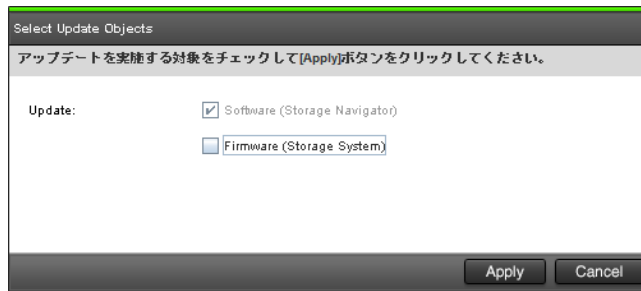 Select Update Objects
アップデートを実施する対象をチェックして[Apply]ボタンをクリックしてください。
Update:
Software (Storage Navigator)
Firmware (Storage System)
Apply Cancel